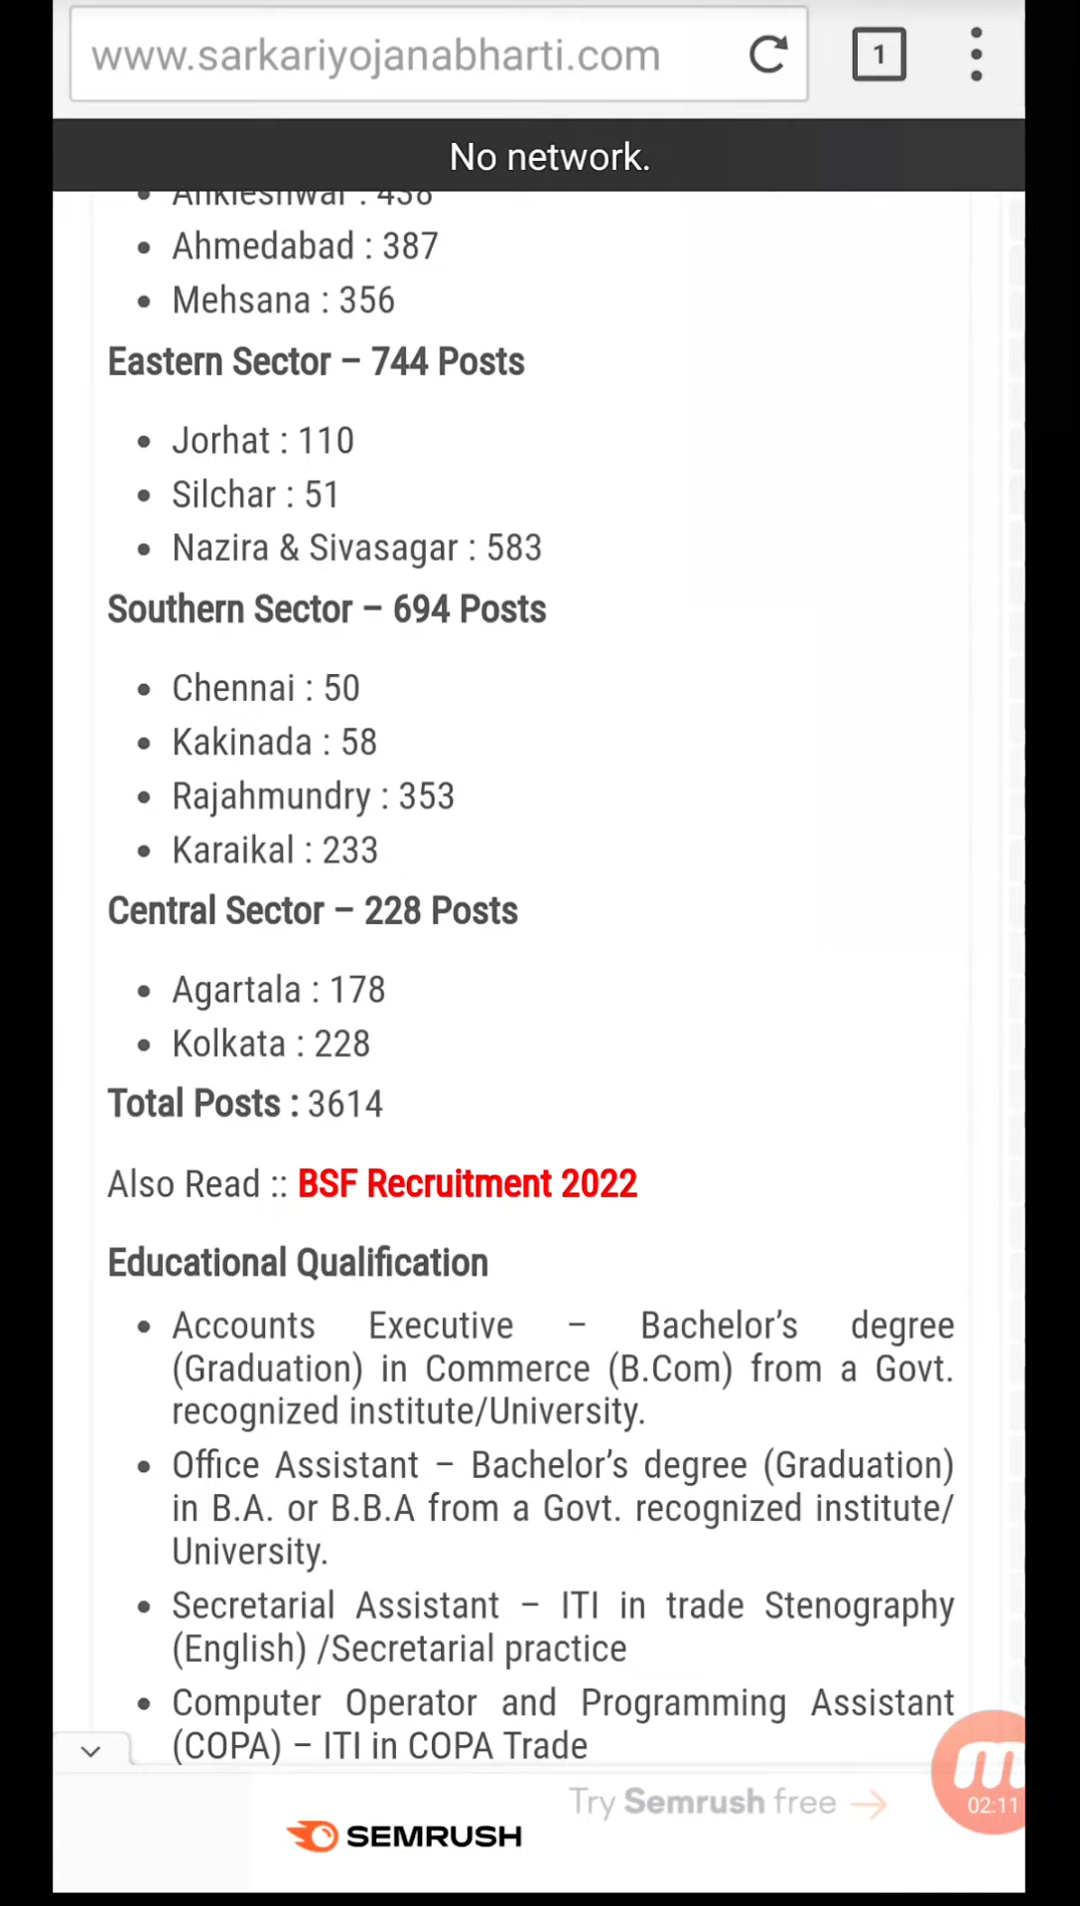 www.sarkariyojanabharti.com
1
No network.
• Ankleshwar : 438
• Ahmedabad : 387
• Mehsana : 356
Eastern Sector – 744 Posts
• Jorhat : 110
• Silchar : 51
• Nazira & Sivasagar : 583
Southern Sector – 694 Posts
• Chennai : 50
• Kakinada : 58
• Rajahmundry : 353
• Karaikal : 233
Central Sector – 228 Posts
• Agartala : 178
• Kolkata : 228
Total Posts : 3614
Also Read :: BSF Recruitment 2022
Educational Qualification
• Accounts Executive – Bachelor’s degree
(Graduation) in Commerce (B.Com) from a Govt.
recognized institute/University.
• Office Assistant – Bachelor’s degree (Graduation)
in B.A. or B.B.A from a Govt. recognized institute/
University.
• Secretarial Assistant – ITI in trade Stenography
(English) /Secretarial practice
• Computer Operator and Programming Assistant
(COPA) – ITI in COPA Trade
Try Semrush free →
02:11
SEMRUSH